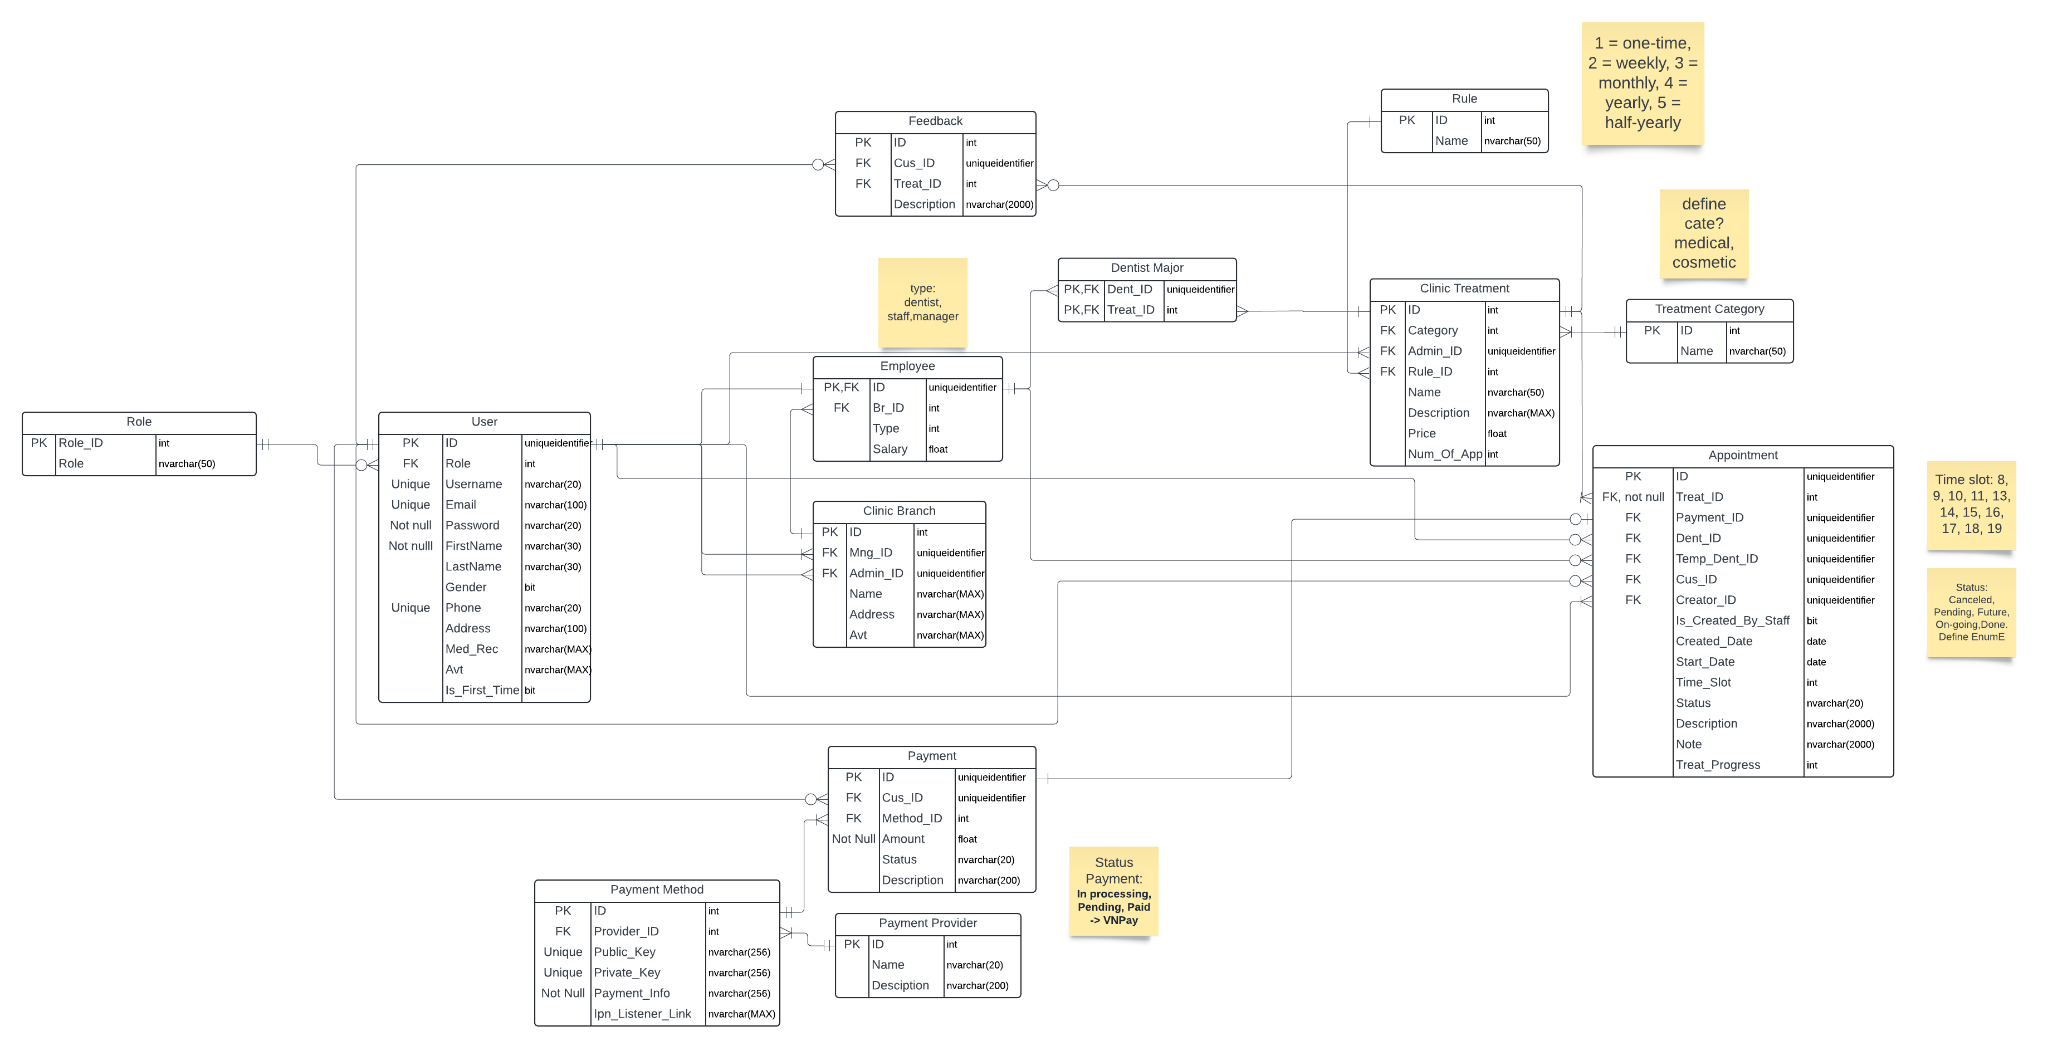 1 = one-time,
2 = weekly, 3 =
monthly, 4 =
yearly, 5 =
half-yearly
Rule
PK ID int
Name nvarchar(50)
Feedback
PK ID int
FK Cus_ID uniqueidentifier
FK Treat_ID int
Description nvarchar(2000)
define
cate?
medical,
cosmetic
type:
dentist,
staff,manager
Dentist Major
PK,FK Dent_ID uniqueidentifier
PK,FK Treat_ID int
Clinic Treatment
PK ID int
FK Category int
FK Admin_ID uniqueidentifier
FK Rule_ID int
Name nvarchar(50)
Description nvarchar(MAX)
Price float
Num_Of_App int
Treatment Category
PK ID int
Name nvarchar(50)
Employee
PK,FK ID uniqueidentifier
FK Br_ID int
Type int
Salary float
Role
PK Role_ID int
Role nvarchar(50)
User
PK ID uniqueidentifier
FK Role int
Unique Username nvarchar(20)
Unique Email nvarchar(100)
Not null Password nvarchar(20)
Not nulll FirstName nvarchar(30)
LastName nvarchar(30)
Gender bit
Unique Phone nvarchar(20)
Address nvarchar(100)
Med_Rec nvarchar(MAX)
Avt nvarchar(MAX)
Is_First_Time bit
Clinic Branch
PK ID int
FK Mng_ID uniqueidentifier
FK Admin_ID uniqueidentifier
Name nvarchar(MAX)
Address nvarchar(MAX)
Avt nvarchar(MAX)
Appointment
PK ID uniqueidentifier
FK, not null Treat_ID int
FK Payment_ID uniqueidentifier
FK Dent_ID uniqueidentifier
FK Temp_Dent_ID uniqueidentifier
FK Cus_ID uniqueidentifier
FK Creator_ID uniqueidentifier
Is_Created_By_Staff bit
Created_Date date
Start_Date date
Time_Slot int
Status nvarchar(20)
Description nvarchar(2000)
Note nvarchar(2000)
Treat_Progress int
Time slot: 8,
9, 10, 11, 13,
14, 15, 16,
17, 18, 19
Status:
Canceled,
Pending, Future,
On-going,Done.
Define EnumE
Payment
PK ID uniqueidentifier
FK Cus_ID uniqueidentifier
FK Method_ID int
Not Null Amount float
Status nvarchar(20)
Description nvarchar(200)
Status
Payment:
In processing,
Pending, Paid
-> VNPay
Payment Method
PK ID int
FK Provider_ID int
Unique Public_Key nvarchar(256)
Unique Private_Key nvarchar(256)
Not Null Payment_Info nvarchar(256)
Ipn_Listener_Link nvarchar(MAX)
Payment Provider
PK ID int
Name nvarchar(20)
Desciption nvarchar(200)